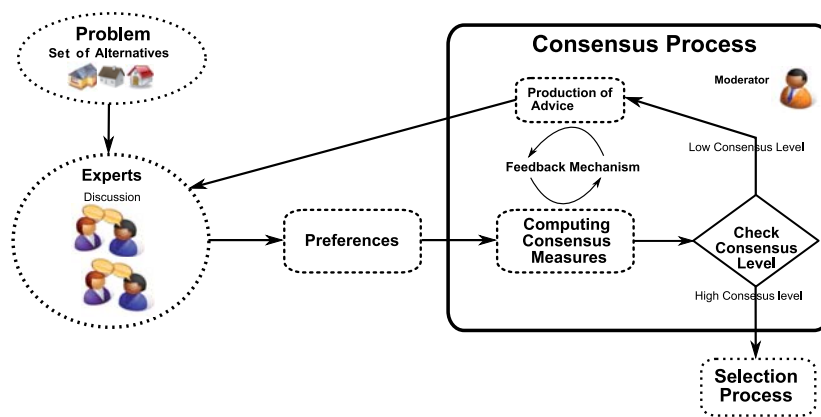 Problem
Set of Alternatives
Consensus Process
Moderator
Production of
Advice
Low Consensus Level
Feedback Mechanism
Experts
Discussion
Preferences
Computing
Consensus
Measures
Check
Consensus
Level
High Consesus level
Selection
Process